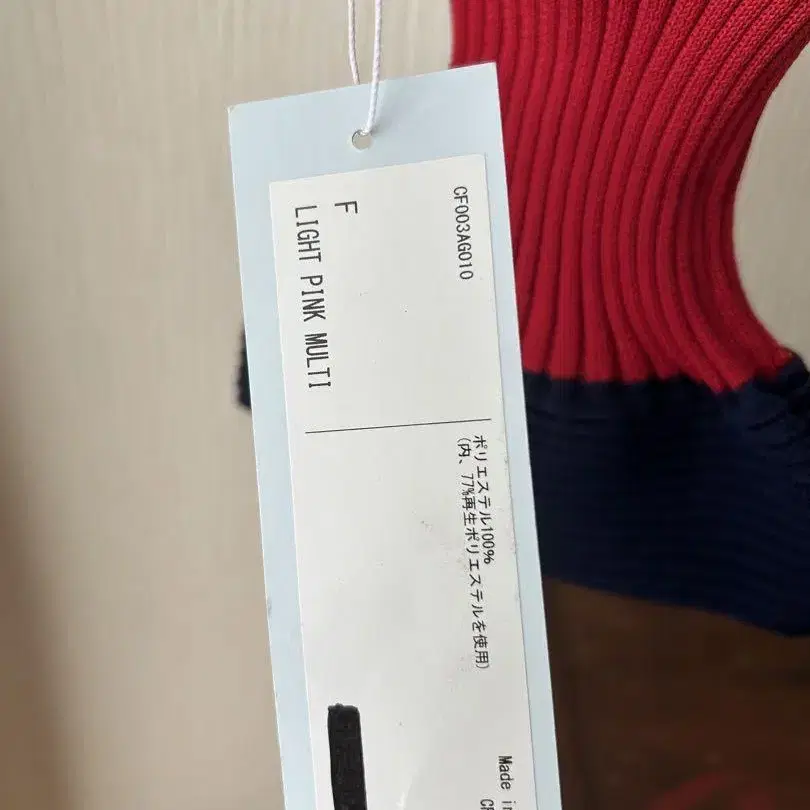 CF003AG010
F
LIGHT PINK MULTI
ポリエステル100%
(内、77%再生ポリエステルを使用)
Made in